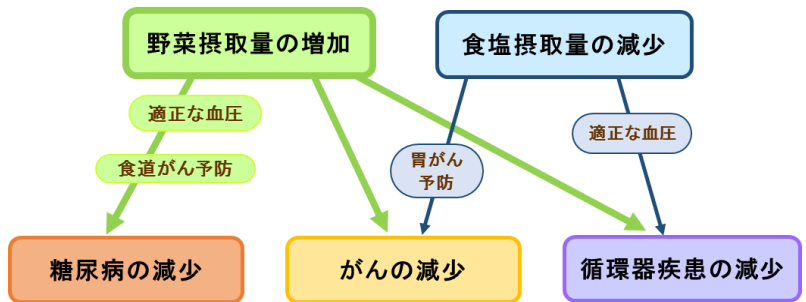 野菜摂取量の増加
食塩摂取量の減少
適正な血圧
食道がん予防
胃がん
予防
適正な血圧
糖尿病の減少
がんの減少
循環器疾患の減少